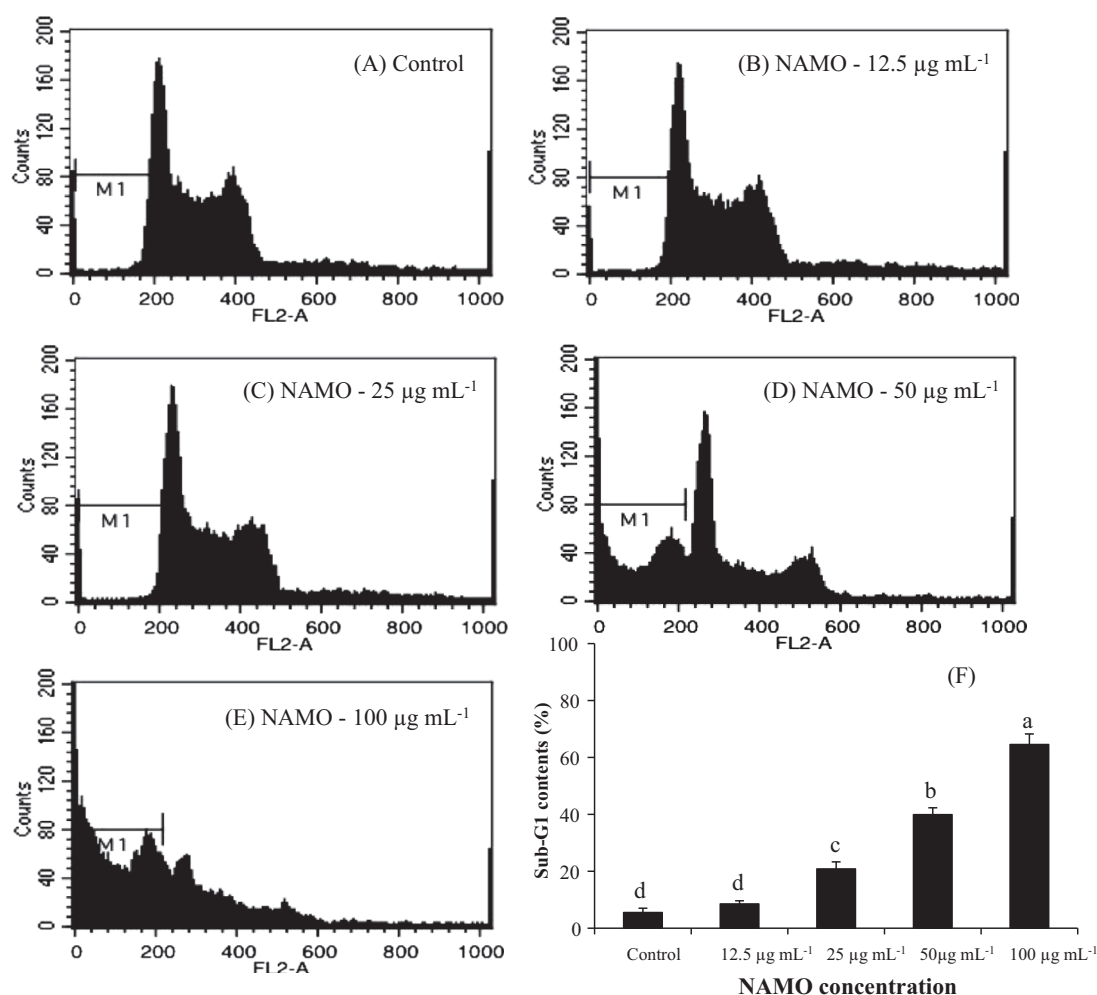 (A) Control
Counts
200
160
120
80
40
0
M1
0 200 400 600 800 1000
FL2-A
(B) NAMO - 12.5 µg mL-1
Counts
200
160
120
80
40
0
M1
0 200 400 600 800 1000
FL2-A
(C) NAMO - 25 µg mL-1
Counts
200
160
120
80
40
0
M1
0 200 400 600 800 1000
FL2-A
(D) NAMO - 50 µg mL-1
Counts
200
160
120
80
40
0
M1
0 200 400 600 800 1000
FL2-A
(E) NAMO - 100 µg mL-1
Counts
200
160
120
80
40
0
M1
0 200 400 600 800 1000
FL2-A
(F)
Sub-G1 contents (%)
100
80
60
40
20
0
d d c b a
Control 12.5 µg mL-1 25 µg mL-1 50µg mL-1 100 µg mL-1
NAMO concentration